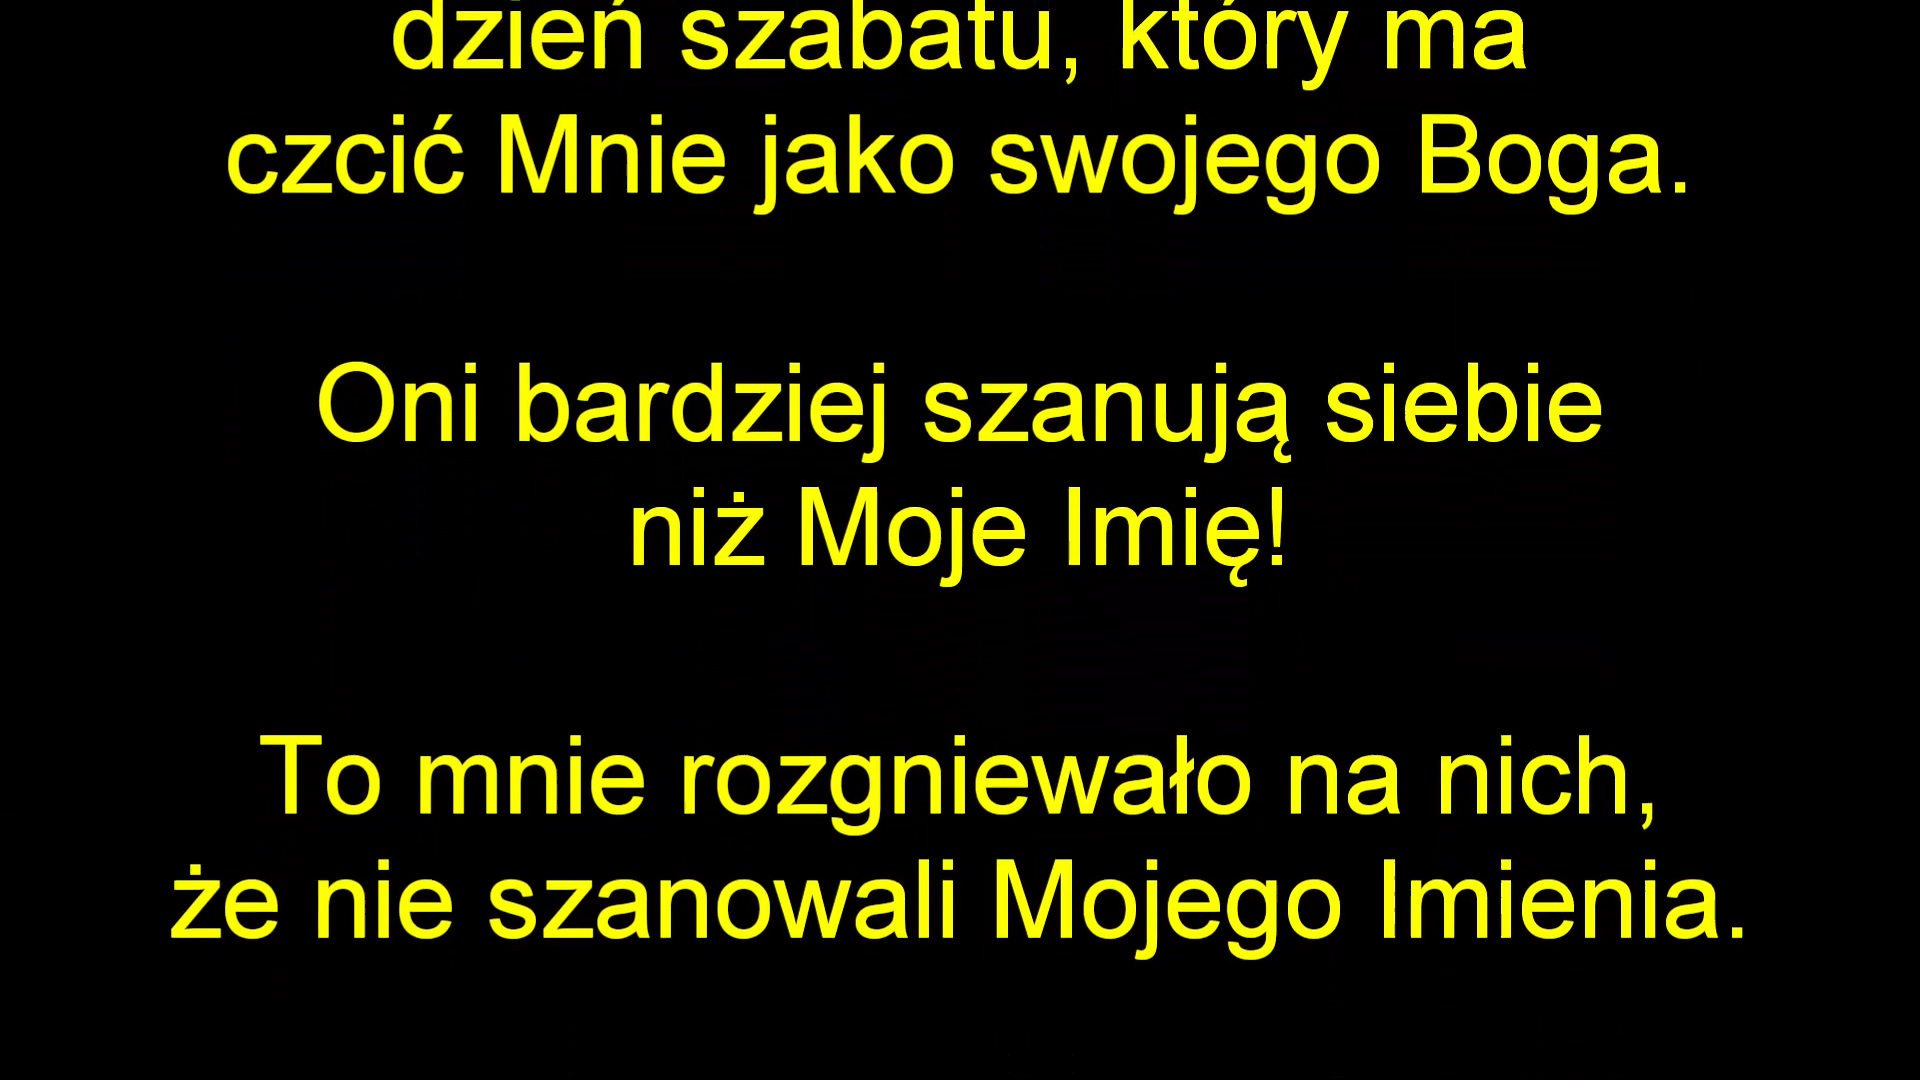 dzień szabatu, który ma
czcić Mnie jako swojego Boga.
Oni bardziej szanują siebie
niż Moje Imię!
To mnie rozgniewało na nich,
że nie szanowali Mojego Imienia.